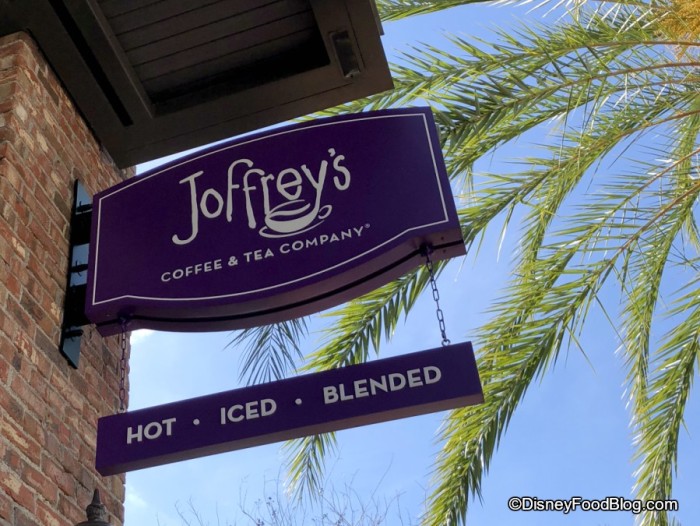 Joffrey's
COFFEE & TEA COMPANY®
HOT • ICED • BLENDED
©DisneyFoodBlog.com